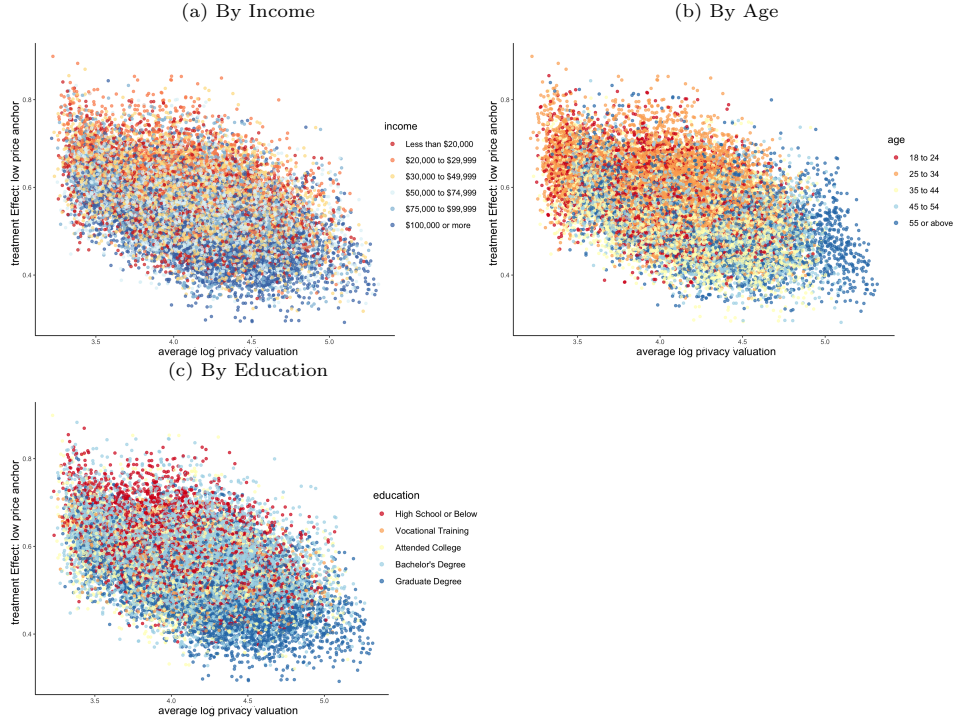 (a) By Income
treatment Effect: low price anchor
0.8
0.6
0.4
3.5
4.0
4.5
5.0
average log privacy valuation
income
Less than $20,000
$20,000 to $29,999
$30,000 to $49,999
$50,000 to $74,999
$75,000 to $99,999
$100,000 or more
(b) By Age
treatment Effect: low price anchor
0.8
0.6
0.4
3.5
4.0
4.5
5.0
average log privacy valuation
age
18 to 24
25 to 34
35 to 44
45 to 54
55 or above
(c) By Education
treatment Effect: low price anchor
0.8
0.6
0.4
3.5
4.0
4.5
5.0
average log privacy valuation
education
High School or Below
Vocational Training
Attended College
Bachelor's Degree
Graduate Degree